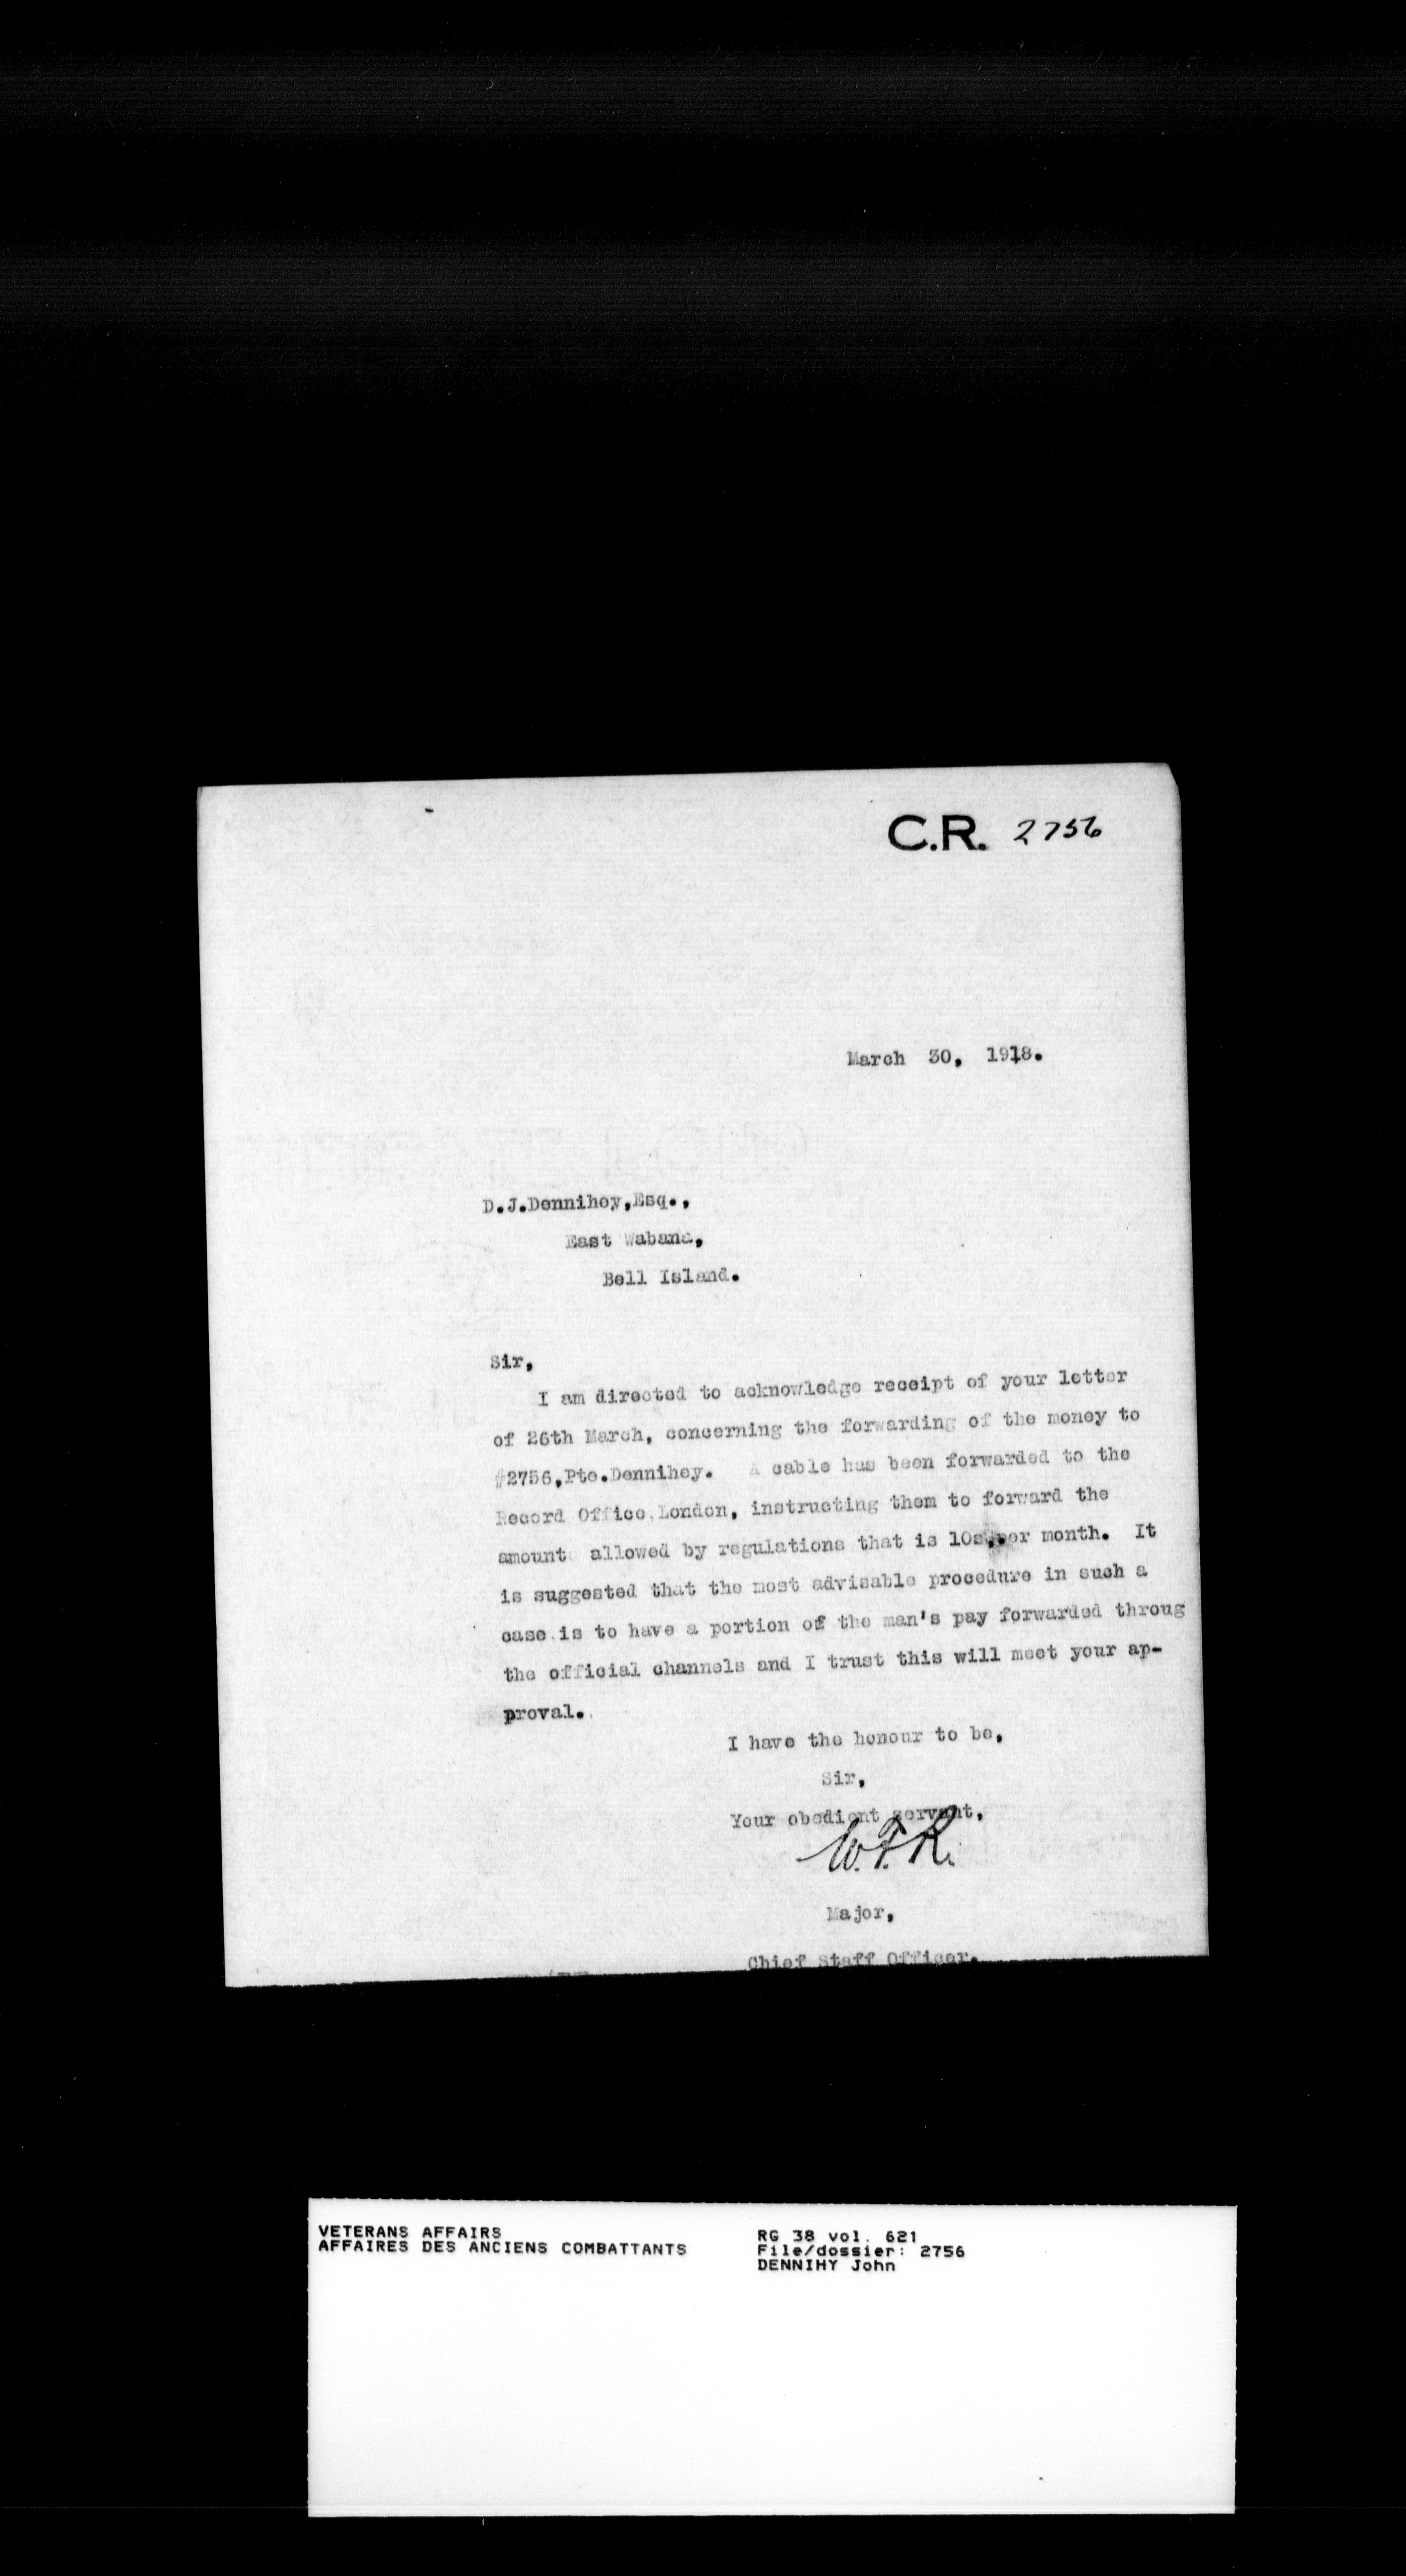 C.R. 2756
March 30, 1918.
D.J.Dennihey,Esq.,
East Wabana,
Bell Island.
Sir,
I am directed to acknowledge receipt of your letter
of 26th March, concerning the forwarding of the money to
#2756,Pte.Dennihey. A cable has been forwarded to the
Record Office,London, instructing them to forward the
amount allowed by regulations that is 10s.per month. It
is suggested that the most advisable procedure in such a
case is to have a portion of the man's pay forwarded throug
the official channels and I trust this will meet your ap-
proval.
I have the honour to be,
Sir,
Your obedient servant,
W.F.R.
Major,
Chief Staff Officer.
VETERANS AFFAIRS
AFFAIRES DES ANCIENS COMBATTANTS
RG 38 vol. 621
File/dossier: 2756
DENNIHY John